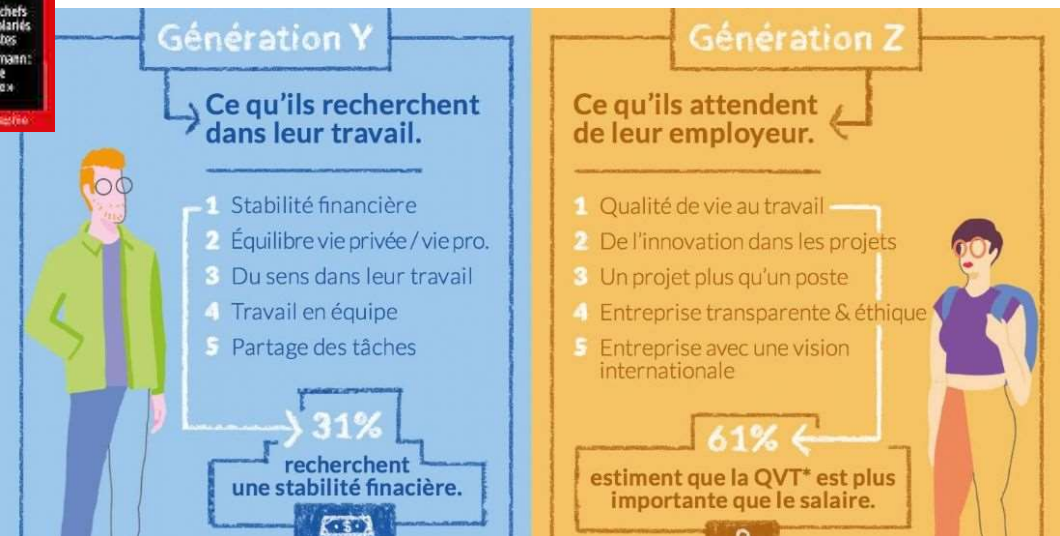 chefs
Génération Y
Ce qu'ils recherchent
dans leur travail.
1 Stabilité financière
2 Équilibre vie privée / vie pro.
3 Du sens dans leur travail
4 Travail en équipe
5 Partage des tâches
31%
recherchent
une stabilité finacière.
$
Génération Z
Ce qu'ils attendent
de leur employeur.
1 Qualité de vie au travail
2 De l'innovation dans les projets
3 Un projet plus qu'un poste
4 Entreprise transparente & éthique
5 Entreprise avec une vision
internationale
61%
estiment que la QVT* est plus
importante que le salaire.